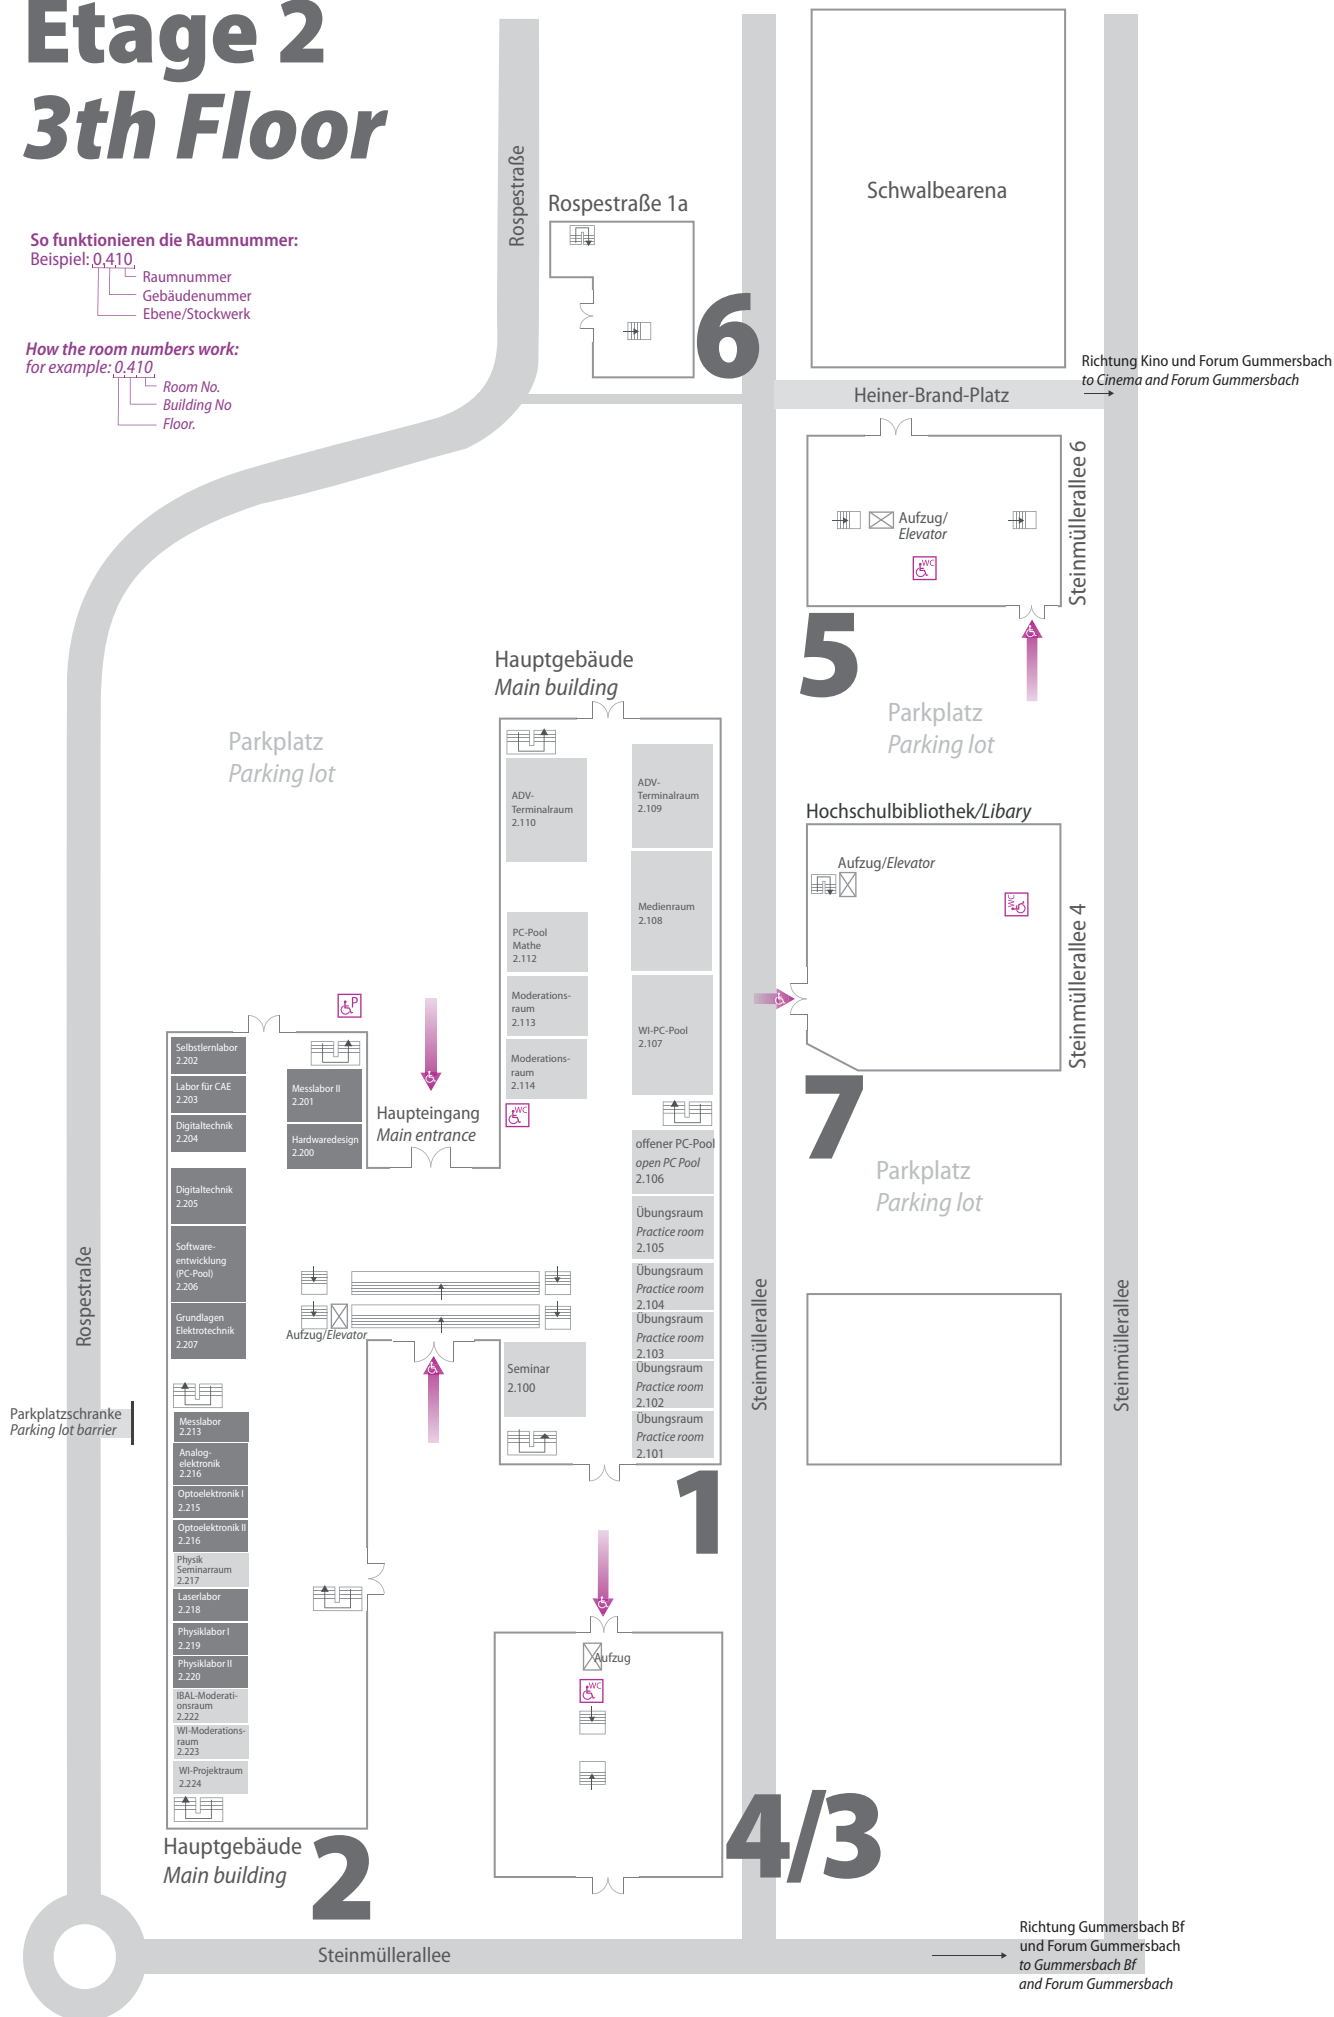 Etage 2
3th Floor
So funktionieren die Raumnummer:
Beispiel: 0.410
Raumnummer
Gebäudenummer
Ebene/Stockwerk
How the room numbers work:
for example: 0.410
Room No.
Building No
Floor.
Rospestraße
Rospestraße 1a
6
Schwalbearena
Richtung Kino und Forum Gummersbach
to Cinema and Forum Gummersbach
Heiner-Brand-Platz
Aufzug/
Elevator
WC
Steinmüllerallee 6
5
Parkplatz
Parking lot
Hauptgebäude
Main building
Parkplatz
Parking lot
ADV-
Terminalraum
2.110
ADV-
Terminalraum
2.109
Medienraum
2.108
PC-Pool
Mathe
2.112
Moderations-
raum
2.113
Moderations-
raum
2.114
WC
WI-PC-Pool
2.107
offener PC-Pool
open PC Pool
2.106
Übungsraum
Practice room
2.105
Übungsraum
Practice room
2.104
Übungsraum
Practice room
2.103
Übungsraum
Practice room
2.102
Übungsraum
Practice room
2.101
Seminar
2.100
1
Hochschulbibliothek/Libary
Aufzug/Elevator
WC
Steinmüllerallee 4
7
Parkplatz
Parking lot
P
Haupteingang
Main entrance
Selbstlernlabor
2.202
Labor für CAE
2.203
Digitaltechnik
2.204
Messlabor II
2.201
Hardwaredesign
2.200
Digitaltechnik
2.205
Software-
entwicklung
(PC-Pool)
2.206
Grundlagen
Elektrotechnik
2.207
Aufzug/Elevator
Rospestraße
Steinmüllerallee
Steinmüllerallee
Parkplatzschranke
Parking lot barrier
Messlabor
2.213
Analog-
elektronik
2.216
Optoelektronik I
2.215
Optoelektronik II
2.216
Physik
Seminarraum
2.217
Laserlabor
2.218
Physiklabor I
2.219
Physiklabor II
2.220
IBAL-Moderati-
onsraum
2.222
WI-Moderations-
raum
2.223
WI-Projektraum
2.224
Hauptgebäude
Main building
2
Aufzug
WC
4/3
Steinmüllerallee
Richtung Gummersbach Bf
und Forum Gummersbach
to Gummersbach Bf
and Forum Gummersbach